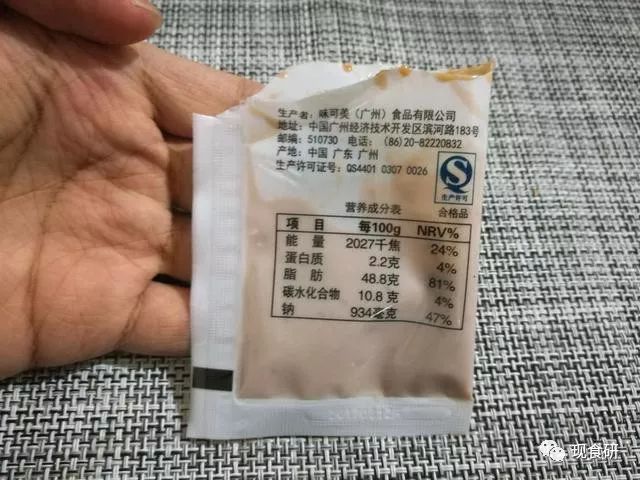 生产者：味可美（广州）食品有限公司
地址：中国广州经济技术开发区滨河路183号
邮编：510730 电话：(86)20-82220832
产地：中国 广东 广州
生产许可证号：QS4401 0307 0026
生产许可
营养成分表 合格品
项 目 每100g NRV%
能 量 2027千焦 24%
蛋白质 2.2克 4%
脂 肪 48.8克 81%
碳水化合物 10.8 克 4%
钠 934毫克 47%
现食研